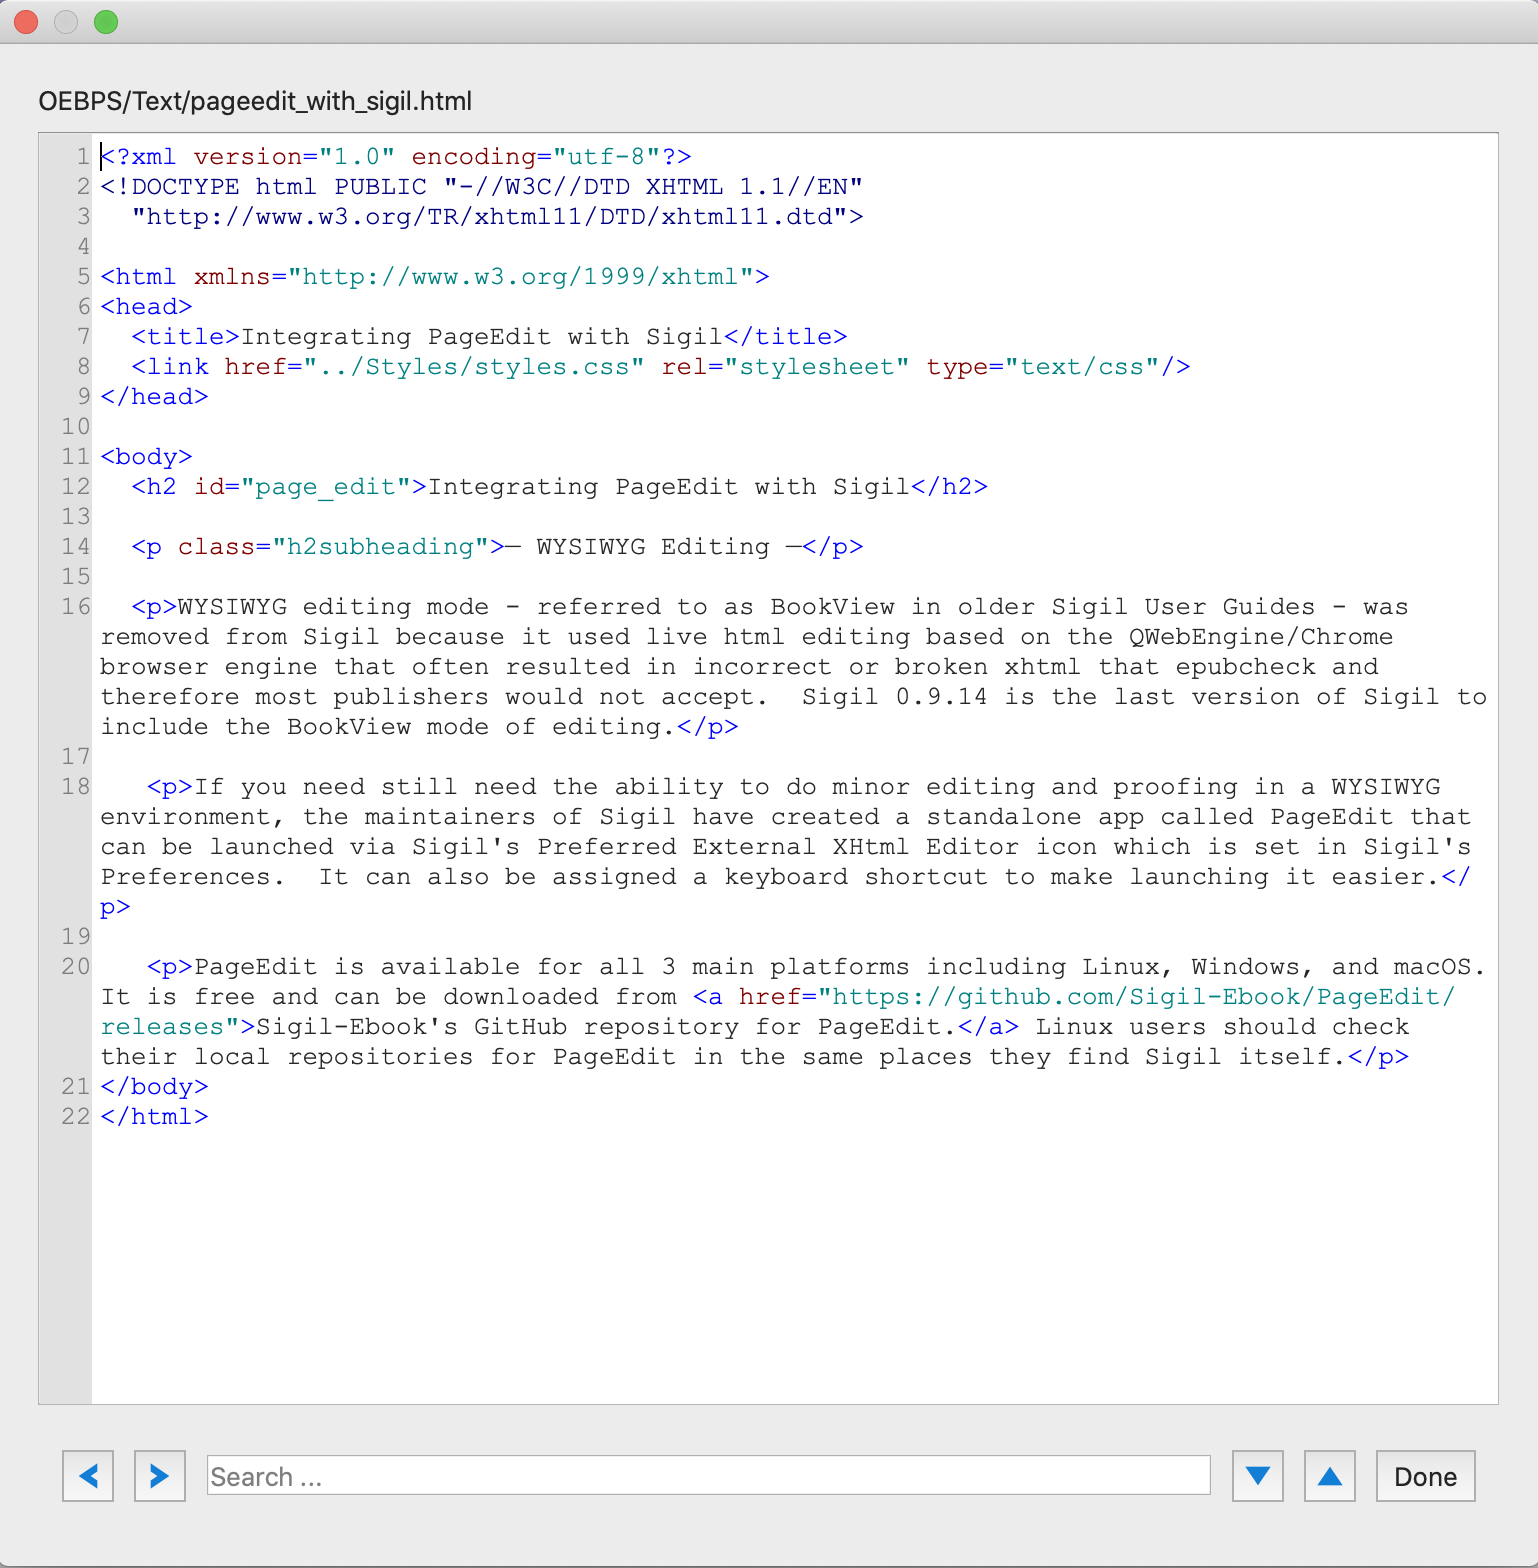 OEBPS/Text/pageedit_with_sigil.html
1 <?xml version="1.0" encoding="utf-8"?>
2 <!DOCTYPE html PUBLIC "-//W3C//DTD XHTML 1.1//EN"
3   "http://www.w3.org/TR/xhtml11/DTD/xhtml11.dtd">
4
5 <html xmlns="http://www.w3.org/1999/xhtml">
6 <head>
7   <title>Integrating PageEdit with Sigil</title>
8   <link href="../Styles/styles.css" rel="stylesheet" type="text/css"/>
9 </head>
10
11 <body>
12   <h2 id="page_edit">Integrating PageEdit with Sigil</h2>
13
14   <p class="h2subheading">— WYSIWYG Editing —</p>
15
16   <p>WYSIWYG editing mode - referred to as BookView in older Sigil User Guides - was
removed from Sigil because it used live html editing based on the QWebEngine/Chrome
browser engine that often resulted in incorrect or broken xhtml that epubcheck and
therefore most publishers would not accept.  Sigil 0.9.14 is the last version of Sigil to
include the BookView mode of editing.</p>
17
18    <p>If you need still need the ability to do minor editing and proofing in a WYSIWYG
environment, the maintainers of Sigil have created a standalone app called PageEdit that
can be launched via Sigil's Preferred External XHtml Editor icon which is set in Sigil's
Preferences.  It can also be assigned a keyboard shortcut to make launching it easier.</
p>
19
20    <p>PageEdit is available for all 3 main platforms including Linux, Windows, and macOS.
It is free and can be downloaded from <a href="https://github.com/Sigil-Ebook/PageEdit/
releases">Sigil-Ebook's GitHub repository for PageEdit.</a> Linux users should check
their local repositories for PageEdit in the same places they find Sigil itself.</p>
21 </body>
22 </html>
Search ...
Done